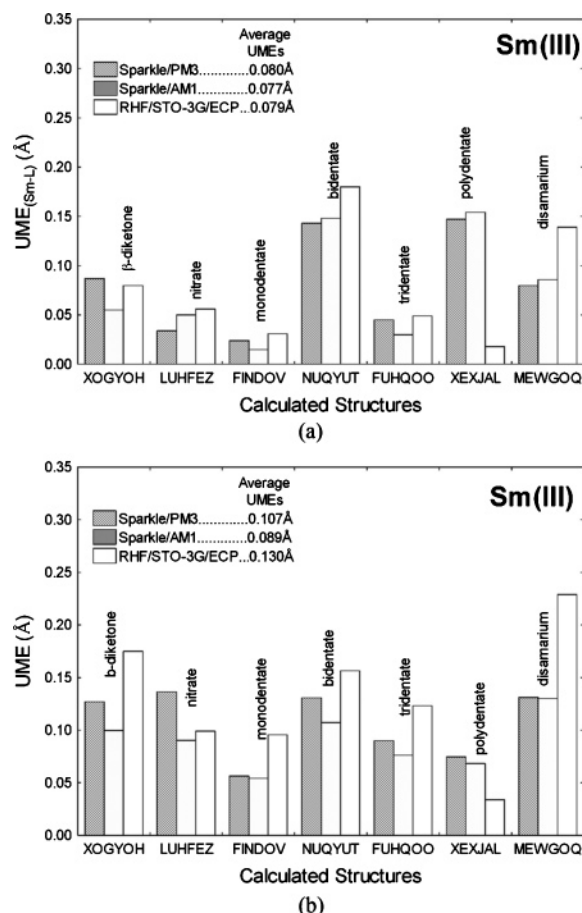 Sm(III)
Average
UMEs
Sparkle/PM3.............0.080Å
Sparkle/AM1.............0.077Å
RHF/STO-3G/ECP...0.079Å
UME(Sm-L) (Å)
0.35
0.30
0.25
0.20
0.15
0.10
0.05
0.00
β-diketone
nitrate
monodentate
bidentate
tridentate
polydentate
disamarium
XOGYOH LUHFEZ FINDOV NUQYUT FUHQOO XEXJAL MEWGOQ
Calculated Structures
(a)
Sm(III)
Average
UMEs
Sparkle/PM3.............0.107Å
Sparkle/AM1.............0.089Å
RHF/STO-3G/ECP...0.130Å
UME (Å)
0.35
0.30
0.25
0.20
0.15
0.10
0.05
0.00
b-diketone
nitrate
monodentate
bidentate
tridentate
polydentate
disamarium
XOGYOH LUHFEZ FINDOV NUQYUT FUHQOO XEXJAL MEWGOQ
Calculated Structures
(b)